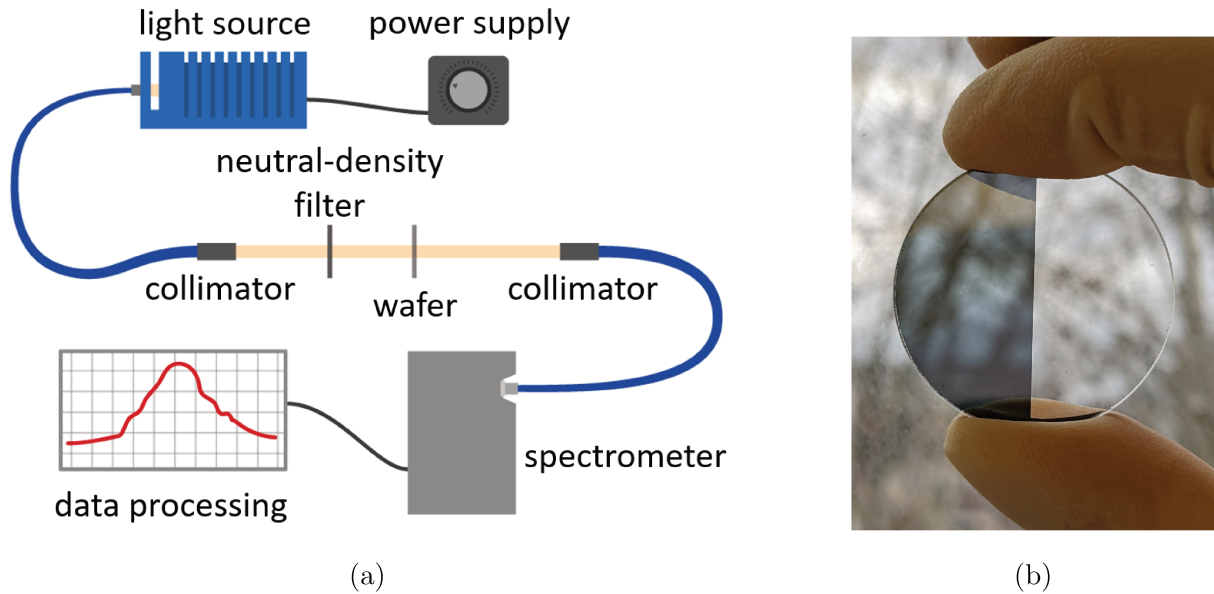 light source
power supply
neutral-density
filter
collimator
wafer
collimator
spectrometer
data processing
(a)
(b)